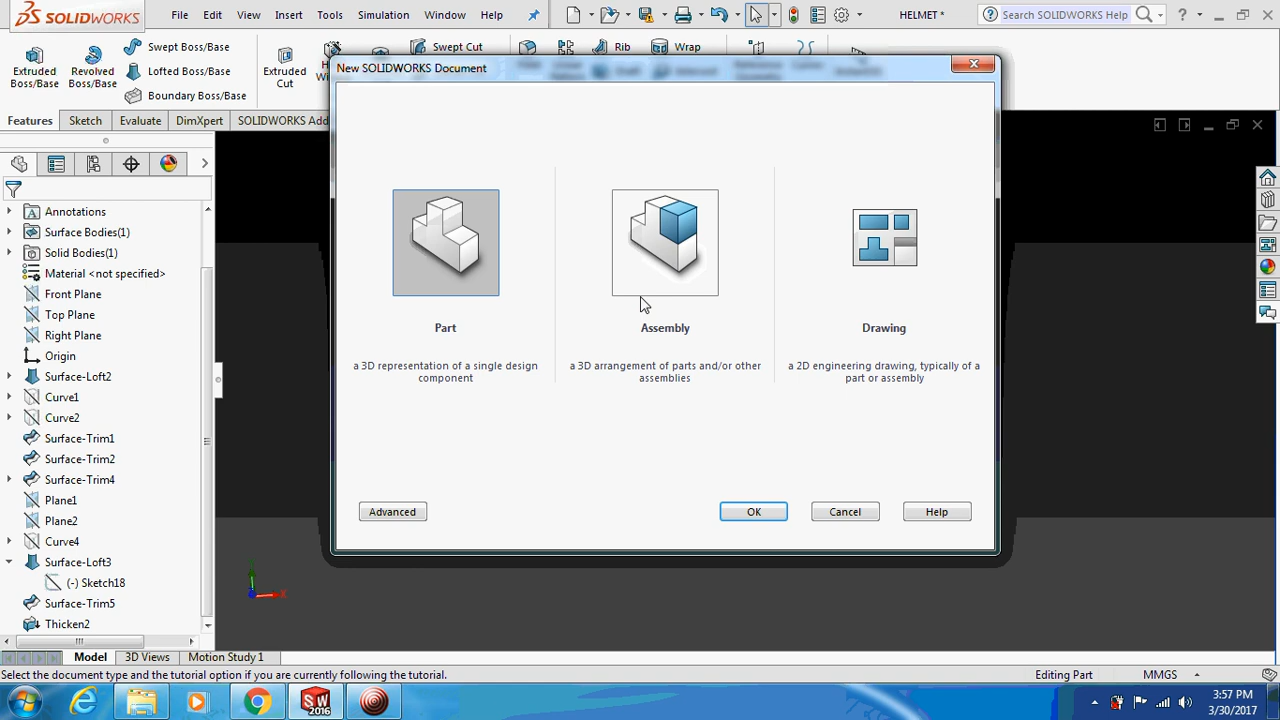 SOLIDWORKS
File Edit View Insert Tools Simulation Window Help
HELMET *
Search SOLIDWORKS Help
Extruded Boss/Base
Revolved Boss/Base
Swept Boss/Base
Lofted Boss/Base
Boundary Boss/Base
Extruded Cut
Swept Cut
Rib
Wrap
Features Sketch Evaluate DimXpert SOLIDWORKS Add
New SOLIDWORKS Document
Part
a 3D representation of a single design component
Assembly
a 3D arrangement of parts and/or other assemblies
Drawing
a 2D engineering drawing, typically of a part or assembly
Advanced
OK
Cancel
Help
Annotations
Surface Bodies(1)
Solid Bodies(1)
Material <not specified>
Front Plane
Top Plane
Right Plane
Origin
Surface-Loft2
Curve1
Curve2
Surface-Trim1
Surface-Trim2
Surface-Trim4
Plane1
Plane2
Curve4
Surface-Loft3
(-) Sketch18
Surface-Trim5
Thicken2
Model 3D Views Motion Study 1
Select the document type and the tutorial option if you are currently following the tutorial.
Editing Part
MMGS
SW
2016
3:57 PM
3/30/2017